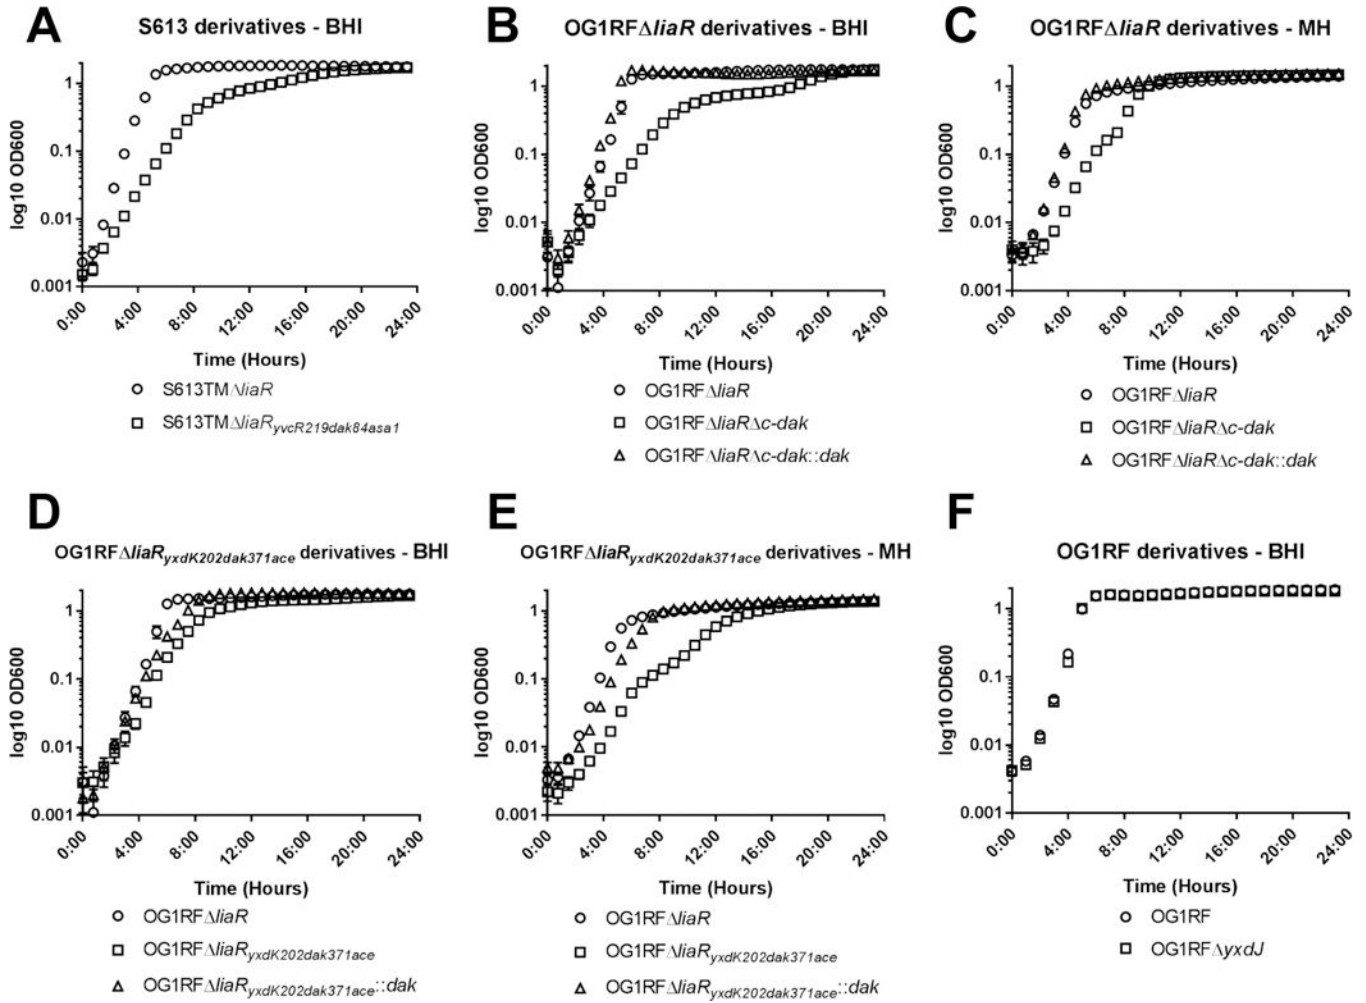 A
S613 derivatives - BHI
log10 OD600
1
0.1
0.01
0.001
0:00
4:00
8:00
12:00
16:00
20:00
24:00
Time (Hours)
S613TMΔliaR
S613TMΔliaRyvcR219dak84asa1
B
OG1RFΔliaR derivatives - BHI
log10 OD600
1
0.1
0.01
0.001
0:00
4:00
8:00
12:00
16:00
20:00
24:00
Time (Hours)
OG1RFΔliaR
OG1RFΔliaRΔc-dak
OG1RFΔliaRΔc-dak::dak
C
OG1RFΔliaR derivatives - MH
log10 OD600
1
0.1
0.01
0.001
0:00
4:00
8:00
12:00
16:00
20:00
24:00
Time (Hours)
OG1RFΔliaR
OG1RFΔliaRΔc-dak
OG1RFΔliaRΔc-dak::dak
D
OG1RFΔliaRyxdK202dak371ace derivatives - BHI
log10 OD600
1
0.1
0.01
0.001
0:00
4:00
8:00
12:00
16:00
20:00
24:00
Time (Hours)
OG1RFΔliaR
OG1RFΔliaRyxdK202dak371ace
OG1RFΔliaRyxdK202dak371ace::dak
E
OG1RFΔliaRyxdK202dak371ace derivatives - MH
log10 OD600
1
0.1
0.01
0.001
0:00
4:00
8:00
12:00
16:00
20:00
24:00
Time (Hours)
OG1RFΔliaR
OG1RFΔliaRyxdK202dak371ace
OG1RFΔliaRyxdK202dak371ace::dak
F
OG1RF derivatives - BHI
log10 OD600
1
0.1
0.01
0.001
0:00
4:00
8:00
12:00
16:00
20:00
24:00
Time (Hours)
OG1RF
OG1RFΔyxdJ